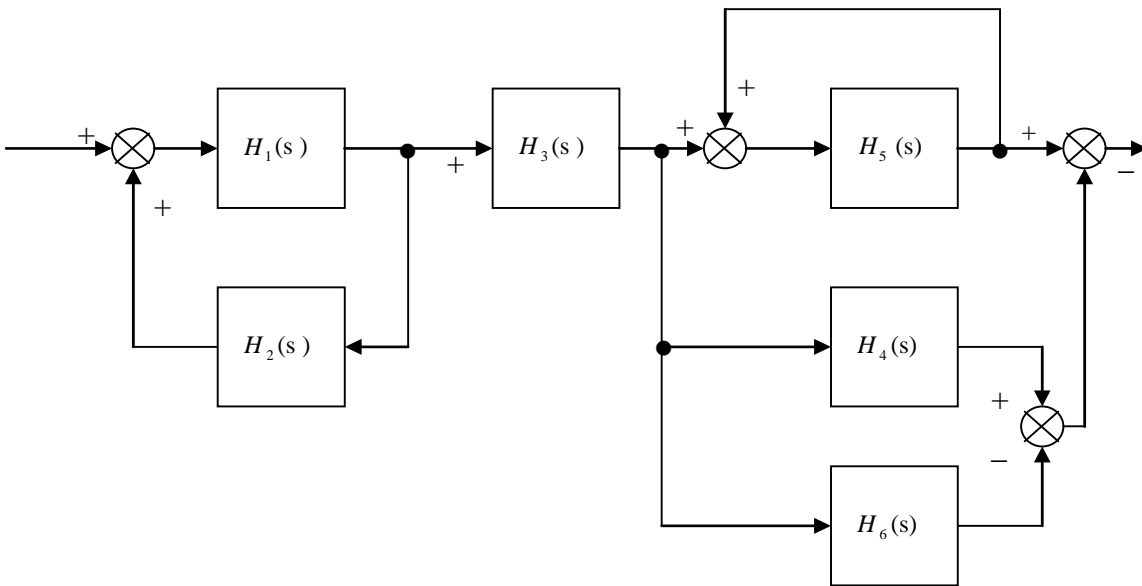 +
+
H1(s)
+
H3(s)
+
+
H5(s)
+
−
+
H2(s)
H4(s)
+
−
H6(s)